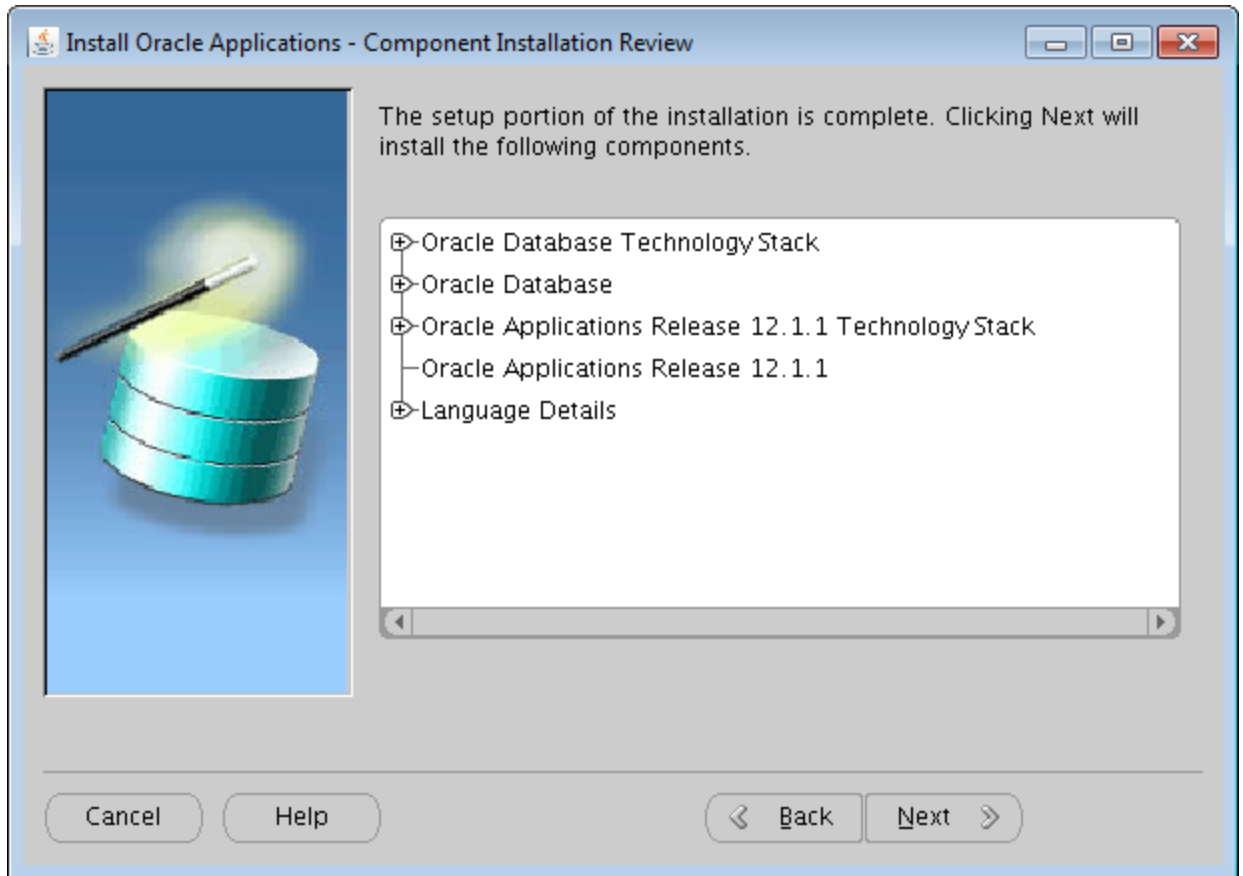 Install Oracle Applications - Component Installation Review
The setup portion of the installation is complete. Clicking Next will
install the following components.
Oracle Database Technology Stack
Oracle Database
Oracle Applications Release 12.1.1 Technology Stack
Oracle Applications Release 12.1.1
Language Details
Cancel Help Back Next